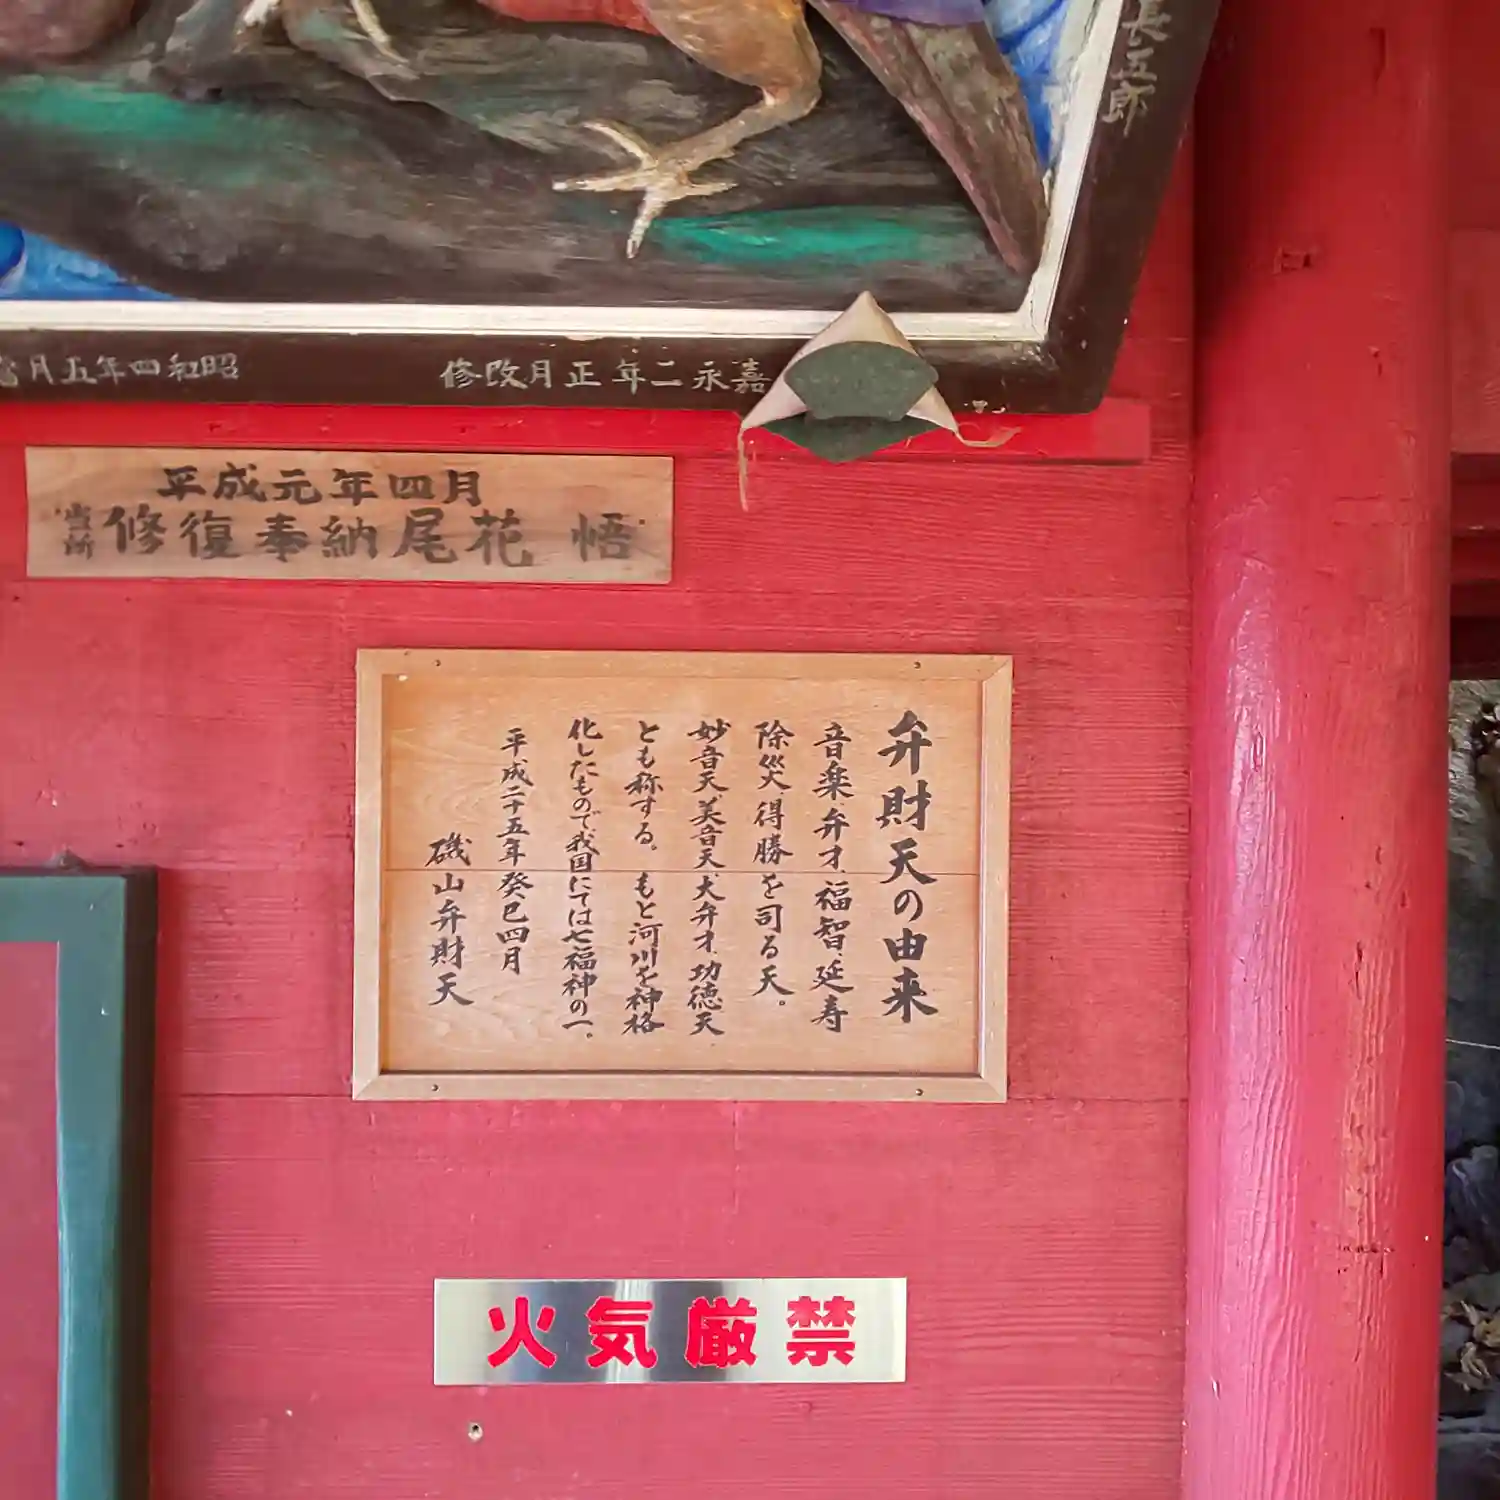 長五郎
昭和四年五月
嘉永二年正月改修
平成元年四月
当所 修復奉納尾花 悟
弁財天の由来
音楽、弁才、福智、延寿
除災、得勝を司る天。
妙音天、美音天、大弁才、功徳天
とも称する。もと河川を神格
化したもので我国にては七福神の一。
平成二十五年癸巳四月
磯山弁財天
火気厳禁